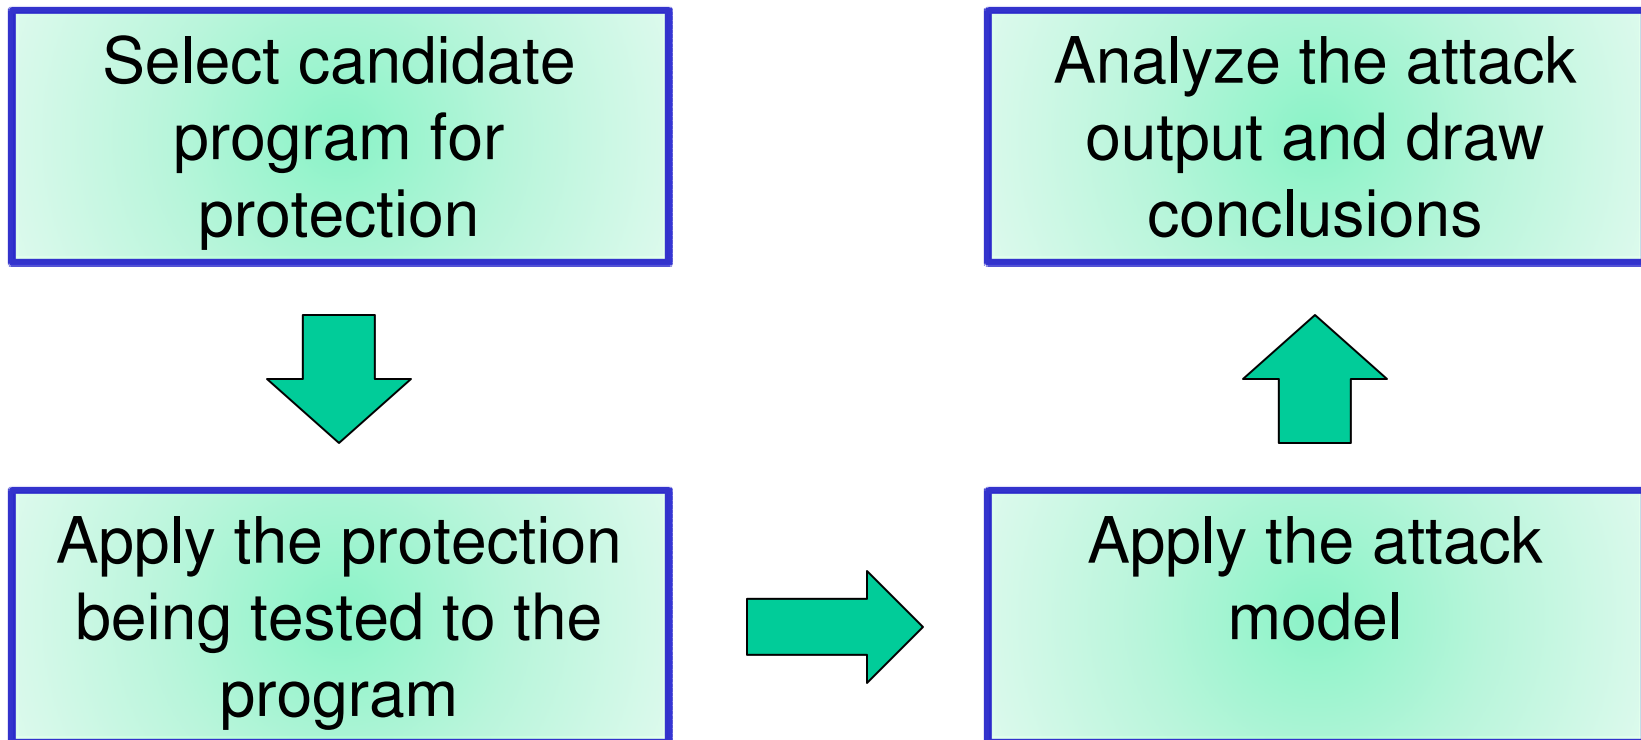 Select candidate
program for
protection
Apply the protection
being tested to the
program
Apply the attack
model
Analyze the attack
output and draw
conclusions